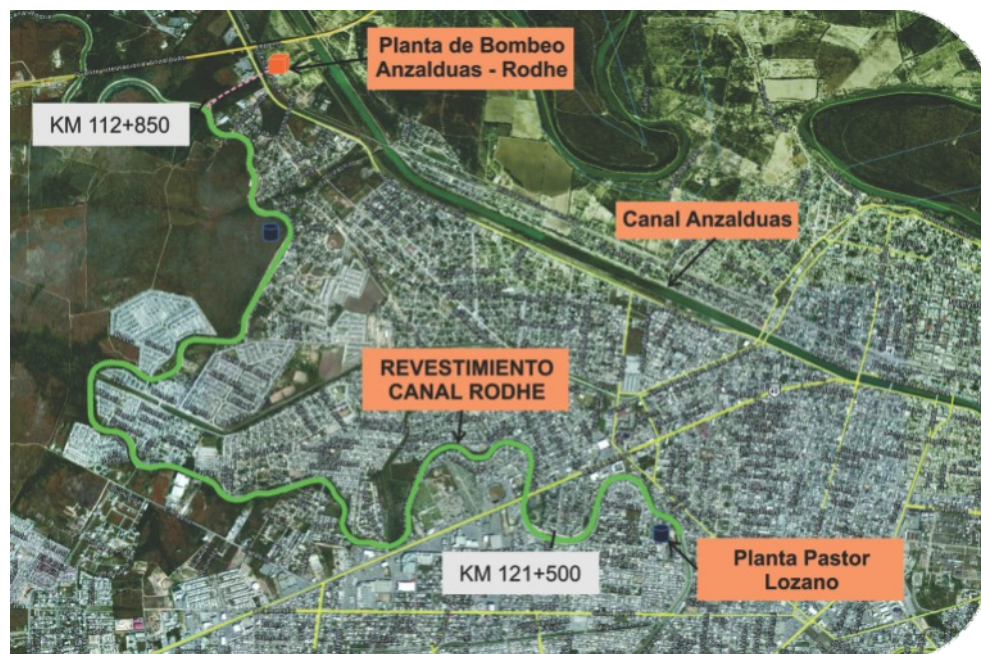 Planta de Bombeo
Anzalduas - Rodhe
KM 112+850
Canal Anzalduas
REVESTIMIENTO
CANAL RODHE
KM 121+500
Planta Pastor
Lozano